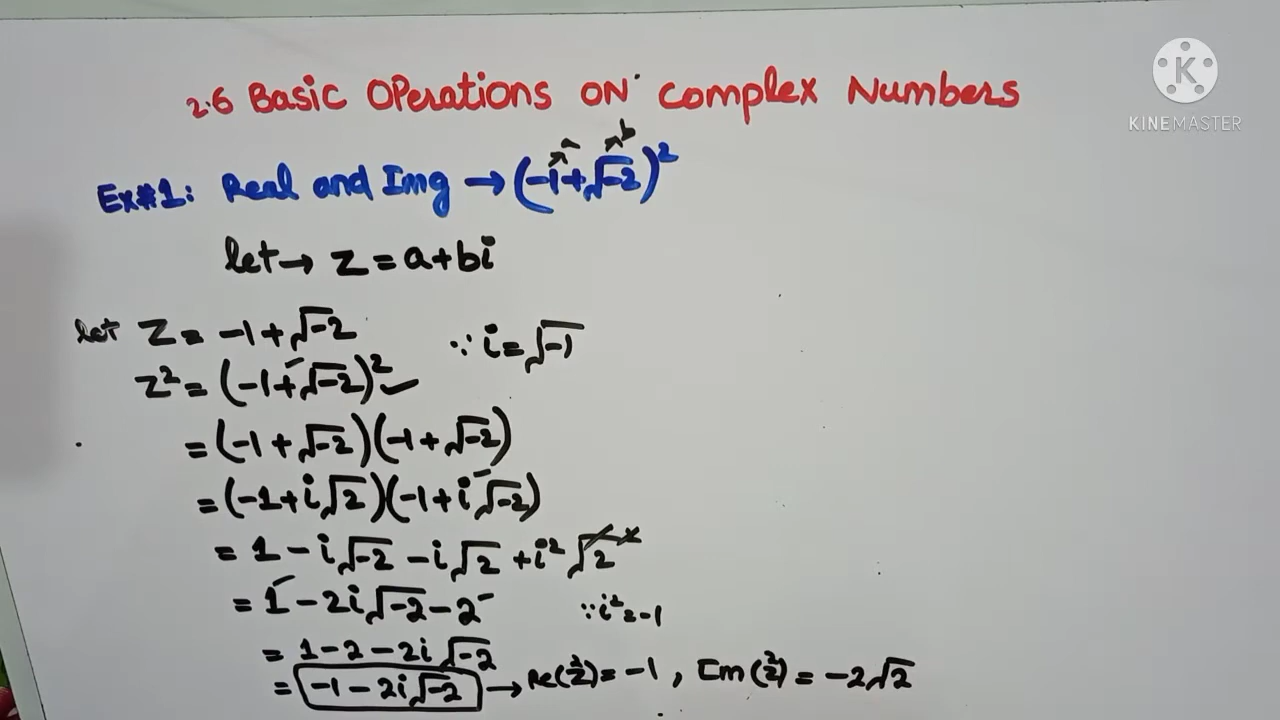 2.6 Basic Operations ON Complex Numbers
K
KINEMASTER
b
Ex#1: Real and Img → (-1+√-2)²
let → z = a+bi
let z = -1+√-2 ∵ i=√-1
z² = (-1+√-2)² ✓
= (-1+√-2)(-1+√-2)
= (-1+i√2)(-1+i√-2)
= 1-i√-2-i√2+i²√2
= 1-2i√-2-2 ∵ i²=-1
= 1-2-2i√-2
= -1-2i√-2 → Re(z²)=-1, Im(z²)=-2√2